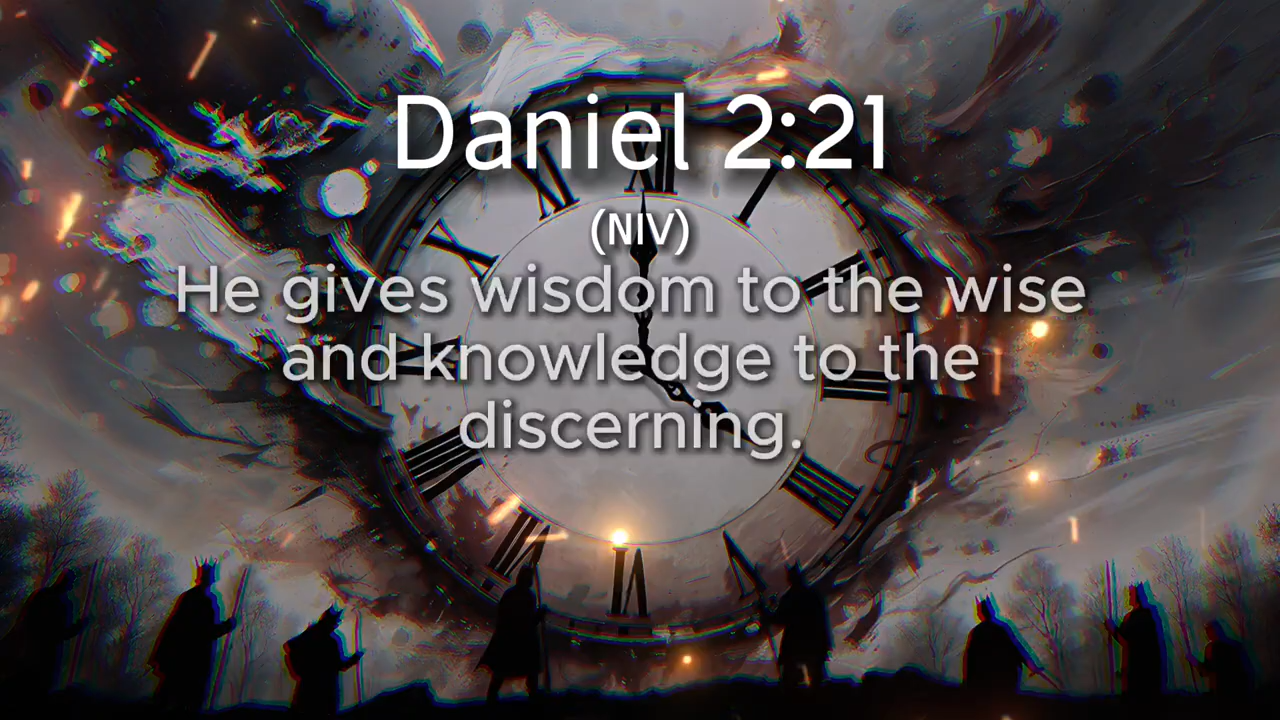 Daniel 2:21
(NIV)
He gives wisdom to the wise
and knowledge to the
discerning.